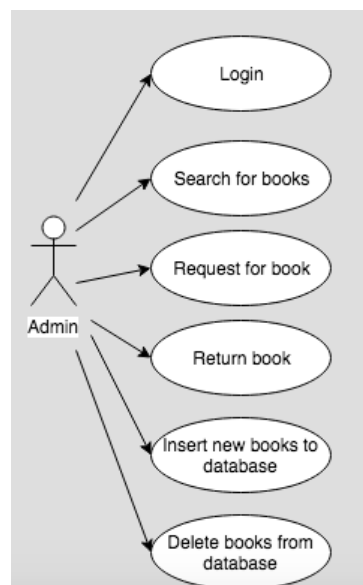 Login
Search for books
Request for book
Admin
Return book
Insert new books to
database
Delete books from
database